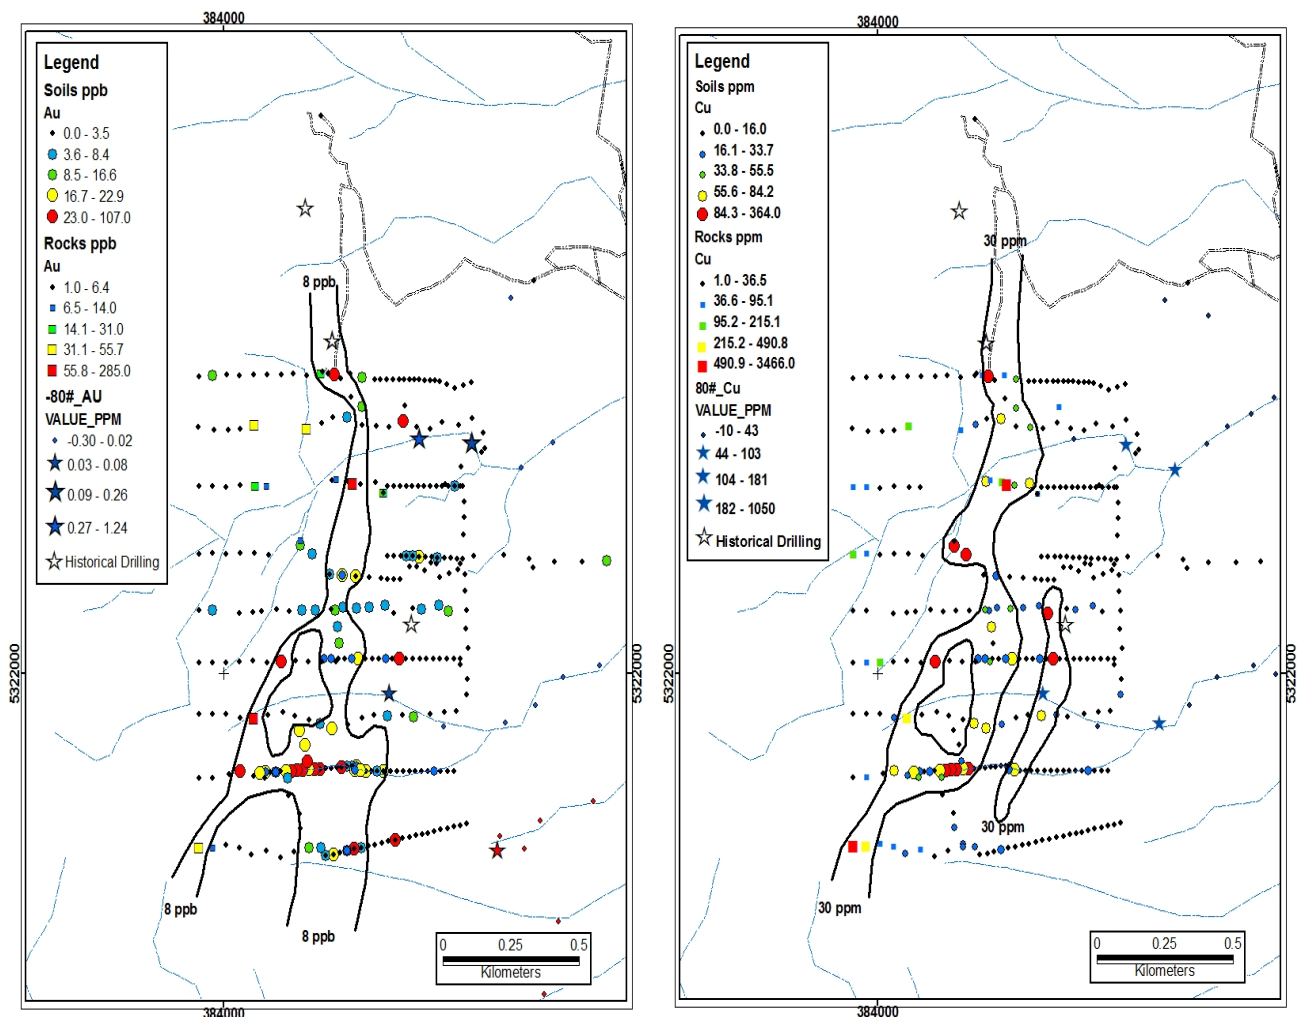 384000
Legend
Soils ppb
Au
0.0 - 3.5
3.6 - 8.4
8.5 - 16.6
16.7 - 22.9
23.0 - 107.0
Rocks ppb
Au
1.0 - 6.4
6.5 - 14.0
14.1 - 31.0
31.1 - 55.7
55.8 - 285.0
-80#_AU
VALUE_PPM
-0.30 - 0.02
0.03 - 0.08
0.09 - 0.26
0.27 - 1.24
Historical Drilling
8 ppb
5322000
5322000
8 ppb
8 ppb
0 0.25 0.5
Kilometers
384000
384000
Legend
Soils ppm
Cu
0.0 - 16.0
16.1 - 33.7
33.8 - 55.5
55.6 - 84.2
84.3 - 364.0
Rocks ppm
Cu
1.0 - 36.5
36.6 - 95.1
95.2 - 215.1
215.2 - 490.8
490.9 - 3466.0
80#_Cu
VALUE_PPM
-10 - 43
44 - 103
104 - 181
182 - 1050
Historical Drilling
30 ppm
5322000
5322000
30 ppm
30 ppm
0 0.25 0.5
Kilometers
384000